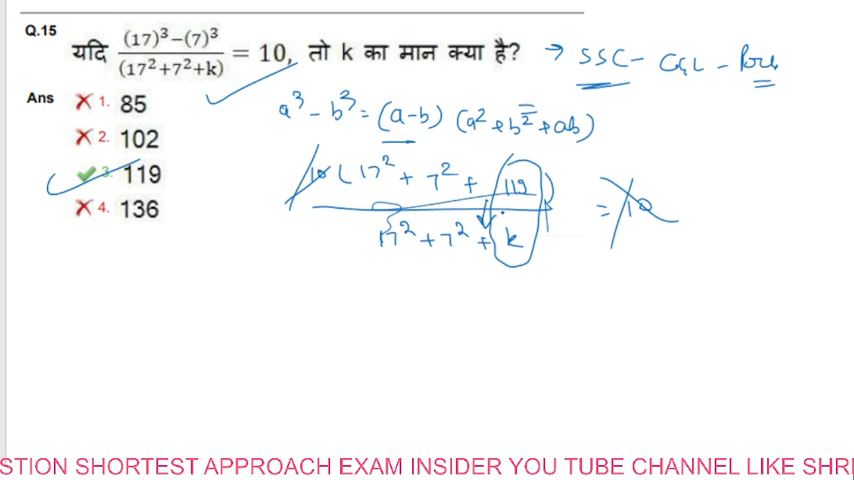 Q.15
यदि (17)³−(7)³ / (17²+7²+k) = 10, तो k का मान क्या है? → SSC - CGL - Pre
Ans ✗ 1. 85
a³ - b³ = (a-b) (a² + b² + ab)
✗ 2. 102
✔ 3. 119
10 (17² + 7² + 119) / 17² + 7² + k = 10
✗ 4. 136
STION SHORTEST APPROACH EXAM INSIDER YOU TUBE CHANNEL LIKE SHR